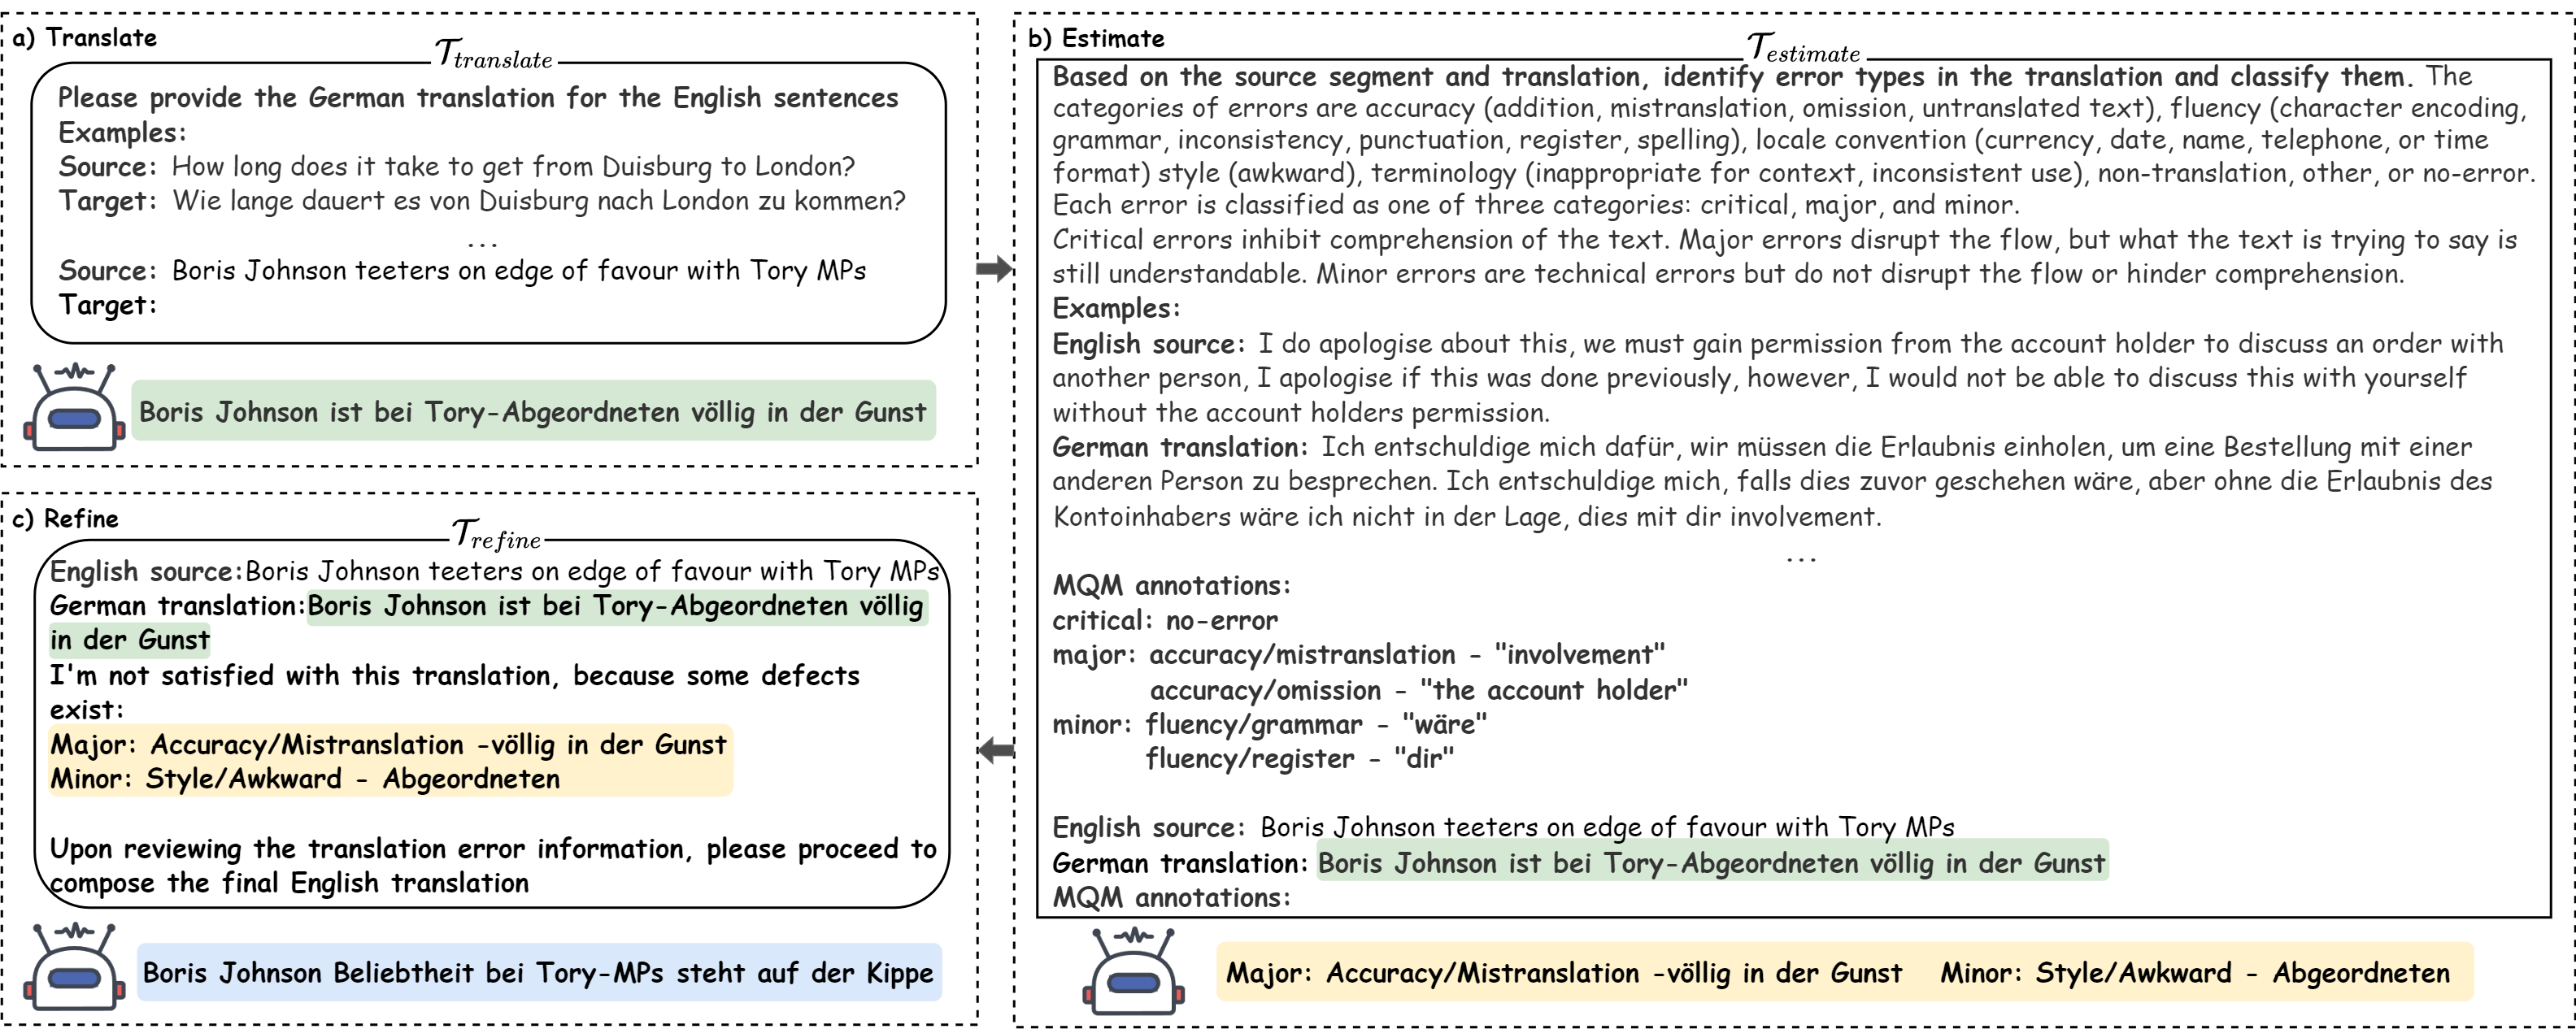 a) Translate
𝒯translate
Please provide the German translation for the English sentences
Examples:
Source: How long does it take to get from Duisburg to London?
Target: Wie lange dauert es von Duisburg nach London zu kommen?
...
Source: Boris Johnson teeters on edge of favour with Tory MPs
Target:
Boris Johnson ist bei Tory-Abgeordneten völlig in der Gunst
b) Estimate
𝒯estimate
Based on the source segment and translation, identify error types in the translation and classify them. The
categories of errors are accuracy (addition, mistranslation, omission, untranslated text), fluency (character encoding,
grammar, inconsistency, punctuation, register, spelling), locale convention (currency, date, name, telephone, or time
format) style (awkward), terminology (inappropriate for context, inconsistent use), non-translation, other, or no-error.
Each error is classified as one of three categories: critical, major, and minor.
Critical errors inhibit comprehension of the text. Major errors disrupt the flow, but what the text is trying to say is
still understandable. Minor errors are technical errors but do not disrupt the flow or hinder comprehension.
Examples:
English source: I do apologise about this, we must gain permission from the account holder to discuss an order with
another person, I apologise if this was done previously, however, I would not be able to discuss this with yourself
without the account holders permission.
German translation: Ich entschuldige mich dafür, wir müssen die Erlaubnis einholen, um eine Bestellung mit einer
anderen Person zu besprechen. Ich entschuldige mich, falls dies zuvor geschehen wäre, aber ohne die Erlaubnis des
Kontoinhabers wäre ich nicht in der Lage, dies mit dir involvement.
...
MQM annotations:
critical: no-error
major: accuracy/mistranslation - "involvement"
accuracy/omission - "the account holder"
minor: fluency/grammar - "wäre"
fluency/register - "dir"
English source: Boris Johnson teeters on edge of favour with Tory MPs
German translation: Boris Johnson ist bei Tory-Abgeordneten völlig in der Gunst
MQM annotations:
Major: Accuracy/Mistranslation -völlig in der Gunst Minor: Style/Awkward - Abgeordneten
c) Refine
𝒯refine
English source:Boris Johnson teeters on edge of favour with Tory MPs
German translation:Boris Johnson ist bei Tory-Abgeordneten völlig
in der Gunst
I'm not satisfied with this translation, because some defects
exist:
Major: Accuracy/Mistranslation -völlig in der Gunst
Minor: Style/Awkward - Abgeordneten
Upon reviewing the translation error information, please proceed to
compose the final English translation
Boris Johnson Beliebtheit bei Tory-MPs steht auf der Kippe